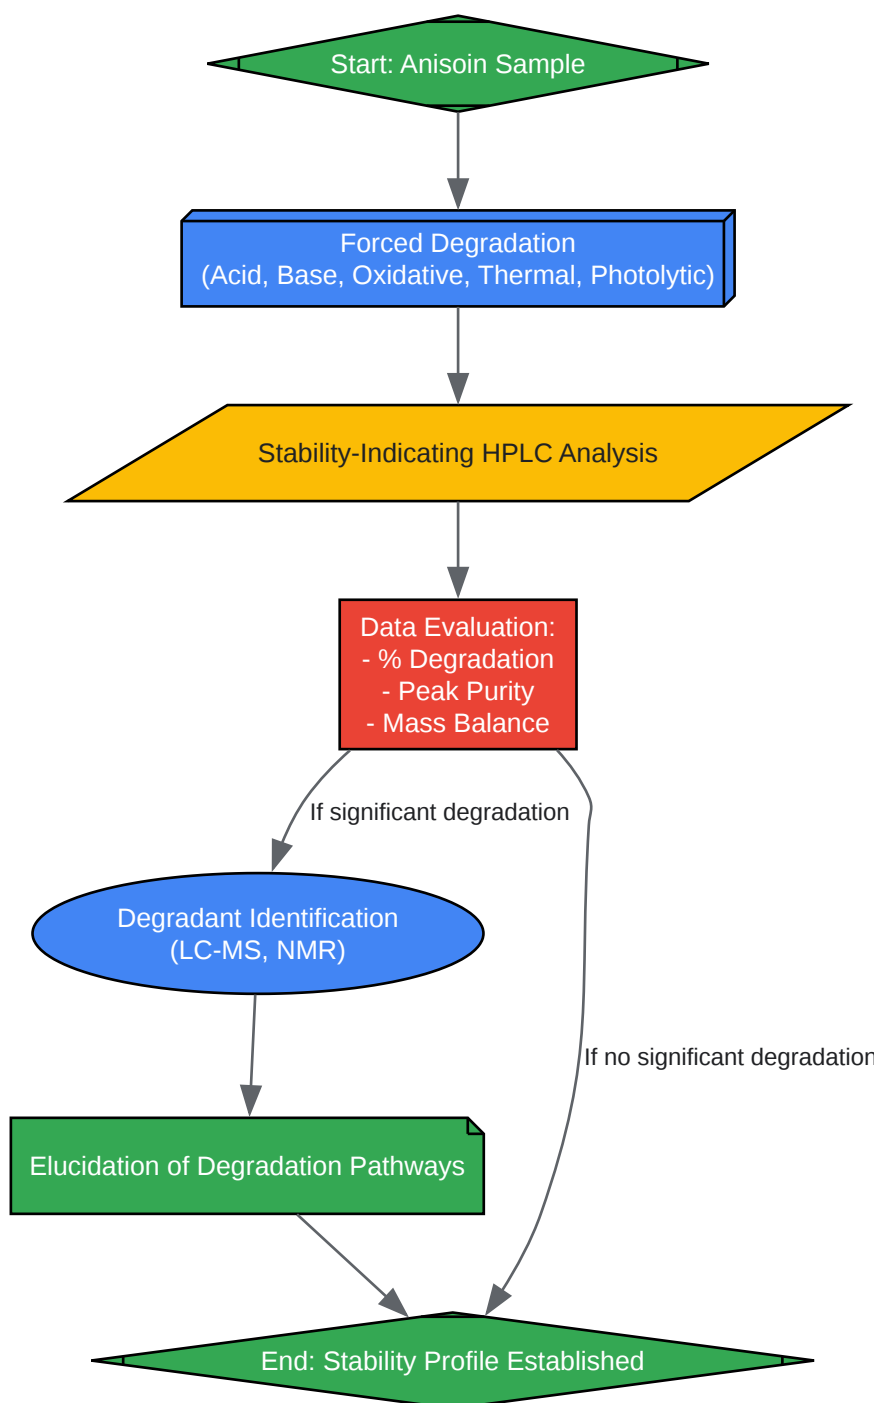 Start: Anisoin Sample
Forced Degradation
(Acid, Base, Oxidative, Thermal, Photolytic)
Stability-Indicating HPLC Analysis
Data Evaluation:
- % Degradation
- Peak Purity
- Mass Balance
If significant degradation
Degradant Identification
(LC-MS, NMR)
If no significant degradation
Elucidation of Degradation Pathways
End: Stability Profile Established